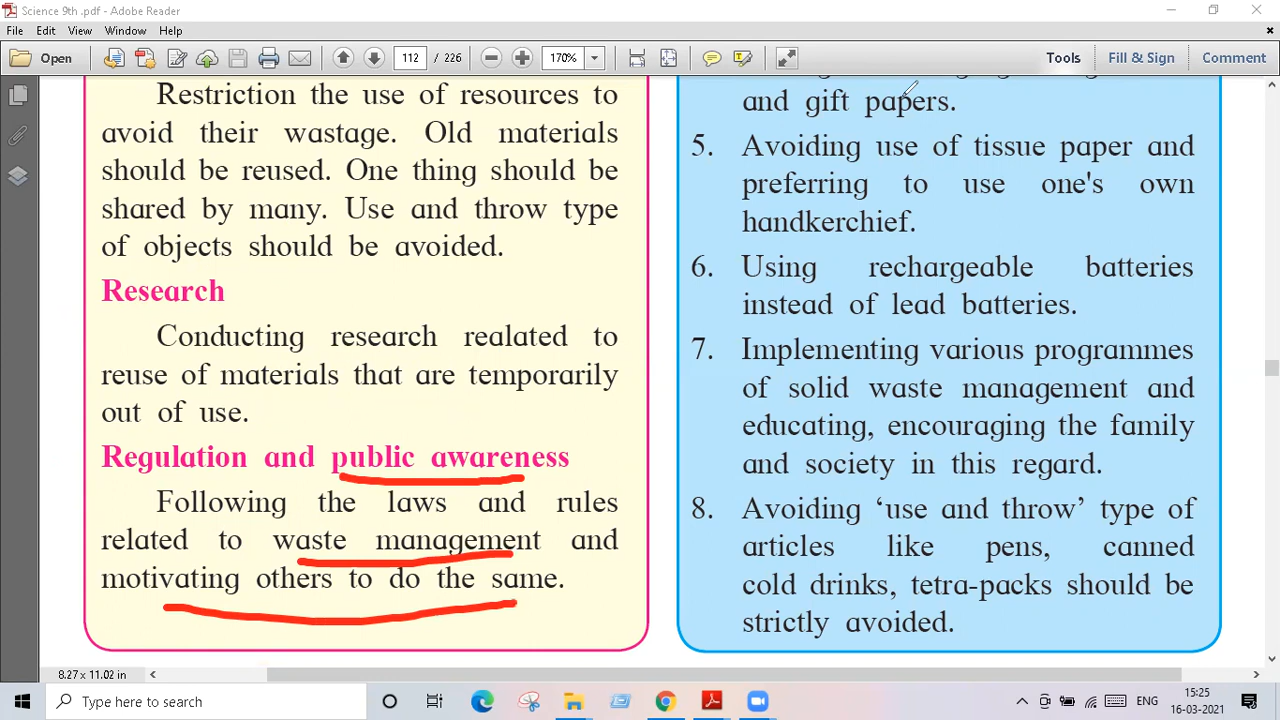 Science 9th .pdf - Adobe Reader
File Edit View Window Help
Open 112 / 226 170% Tools Fill & Sign Comment
Restriction the use of resources to
avoid their wastage. Old materials
should be reused. One thing should be
shared by many. Use and throw type
of objects should be avoided.
Research
Conducting research realated to
reuse of materials that are temporarily
out of use.
Regulation and public awareness
Following the laws and rules
related to waste management and
motivating others to do the same.
and gift papers.
5. Avoiding use of tissue paper and
preferring to use one's own
handkerchief.
6. Using rechargeable batteries
instead of lead batteries.
7. Implementing various programmes
of solid waste management and
educating, encouraging the family
and society in this regard.
8. Avoiding ‘use and throw’ type of
articles like pens, canned
cold drinks, tetra-packs should be
strictly avoided.
8.27 x 11.02 in
Type here to search
ENG
15:25
16-03-2021